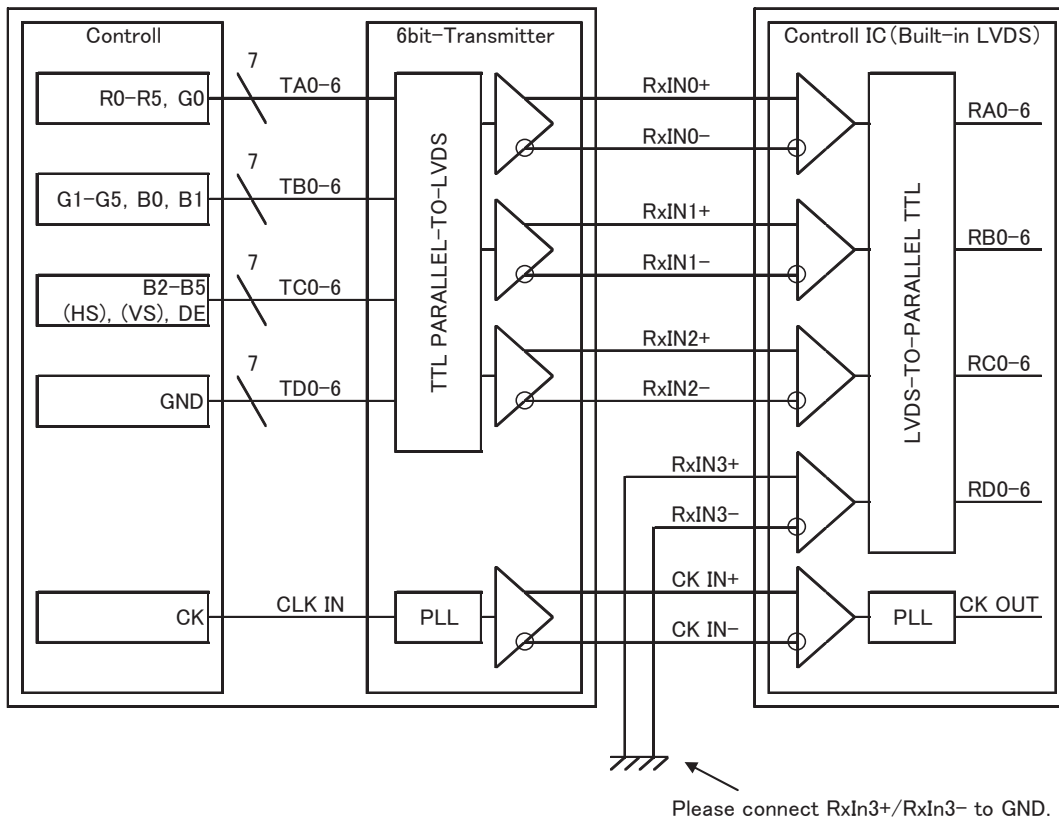 Controll
6bit-Transmitter
Controll IC(Built-in LVDS)
R0-R5, G0
7
TA0-6
RxIN0+
RxIN0-
RA0-6
G1-G5, B0, B1
7
TB0-6
RxIN1+
RxIN1-
RB0-6
B2-B5
(HS), (VS), DE
7
TC0-6
RxIN2+
RxIN2-
RC0-6
GND
7
TD0-6
TTL PARALLEL-TO-LVDS
LVDS-TO-PARALLEL TTL
RxIN3+
RxIN3-
RD0-6
CK
CLK IN
PLL
CK IN+
CK IN-
PLL
CK OUT
Please connect RxIn3+/RxIn3- to GND.